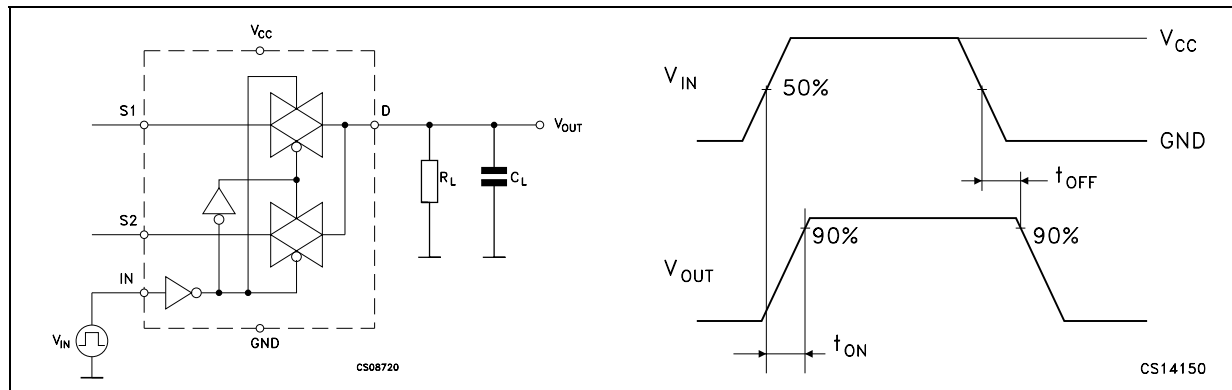 VCC
S1
D
VOUT
RL
CL
S2
IN
VIN
GND
CS08720
VCC
VIN
50%
GND
tOFF
90%
90%
VOUT
tON
CS14150